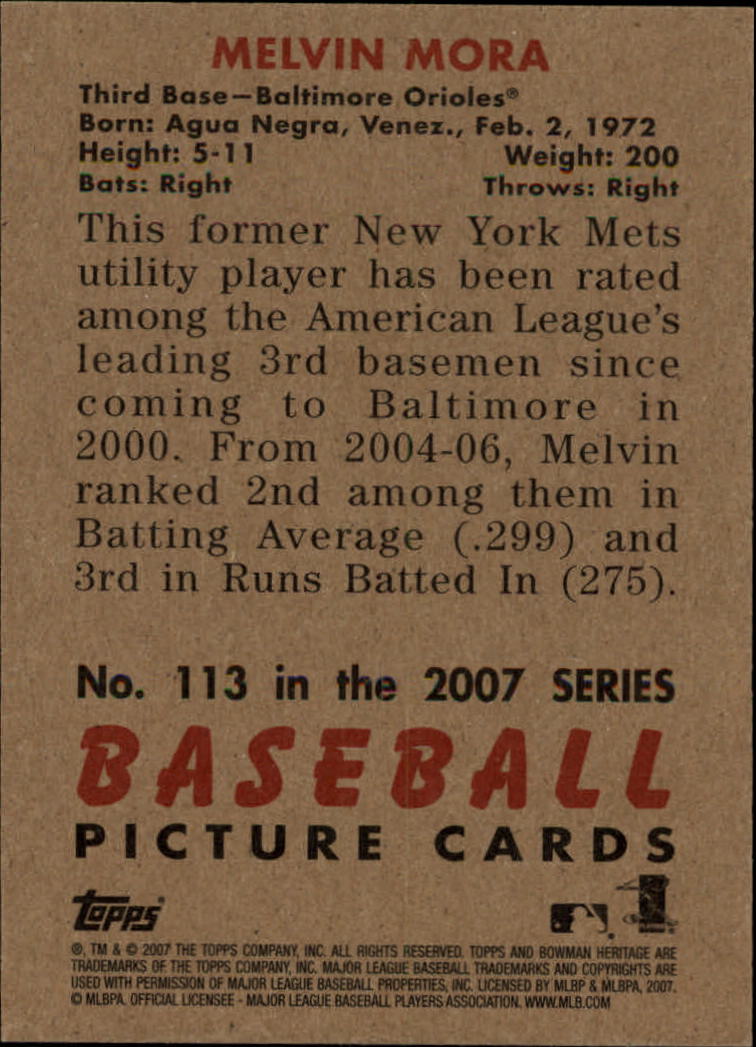 MELVIN MORA
Third Base—Baltimore Orioles®
Born: Agua Negra, Venez., Feb. 2, 1972
Height: 5-11 Weight: 200
Bats: Right Throws: Right
This former New York Mets
utility player has been rated
among the American League's
leading 3rd basemen since
coming to Baltimore in
2000. From 2004-06, Melvin
ranked 2nd among them in
Batting Average (.299) and
3rd in Runs Batted In (275).
No. 113 in the 2007 SERIES
BASEBALL
PICTURE CARDS
Topps
®, TM & © 2007 THE TOPPS COMPANY, INC. ALL RIGHTS RESERVED. TOPPS AND BOWMAN HERITAGE ARE
TRADEMARKS OF THE TOPPS COMPANY, INC. MAJOR LEAGUE BASEBALL TRADEMARKS AND COPYRIGHTS ARE
USED WITH PERMISSION OF MAJOR LEAGUE BASEBALL PROPERTIES, INC. LICENSED BY MLBP & MLBPA, 2007.
© MLBPA. OFFICIAL LICENSEE - MAJOR LEAGUE BASEBALL PLAYERS ASSOCIATION. WWW.MLB.COM